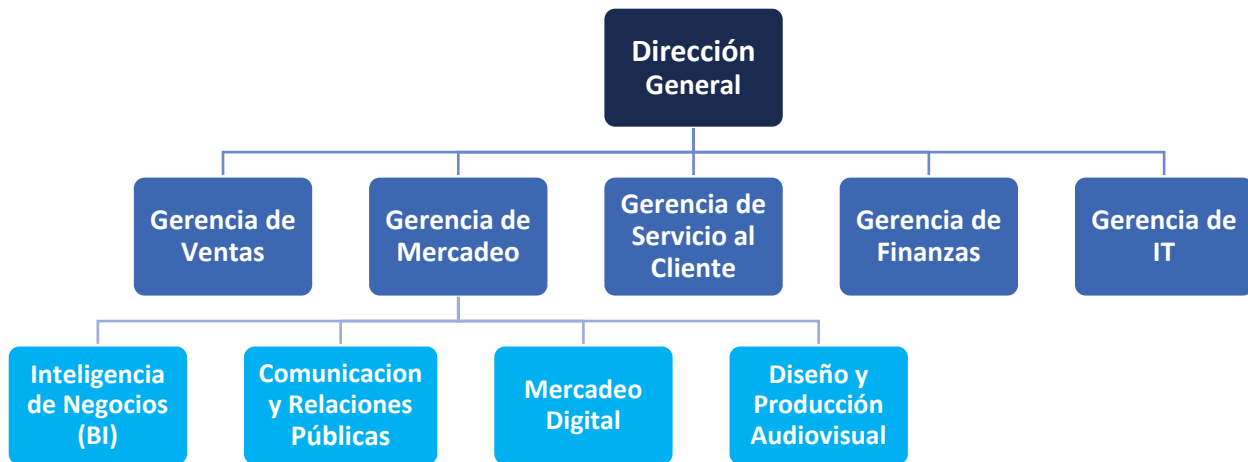 Dirección
General
Gerencia de
Ventas
Gerencia de
Mercadeo
Gerencia de
Servicio al
Cliente
Gerencia de
Finanzas
Gerencia de
IT
Inteligencia
de Negocios
(BI)
Comunicacion
y Relaciones
Públicas
Mercadeo
Digital
Diseño y
Producción
Audiovisual